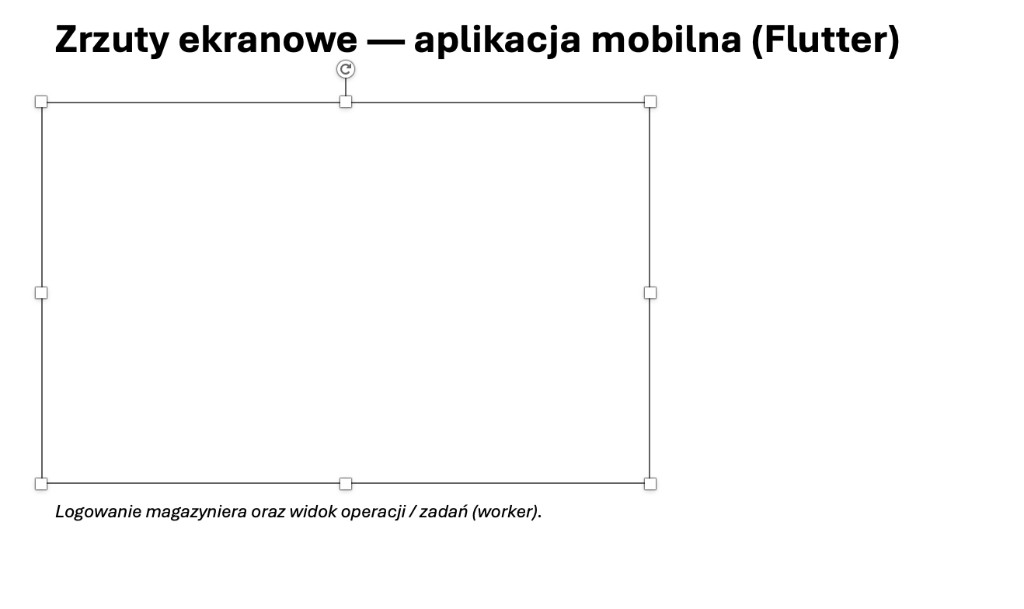 Zrzuty ekranowe — aplikacja mobilna (Flutter)
Logowanie magazyniera oraz widok operacji / zadań (worker).